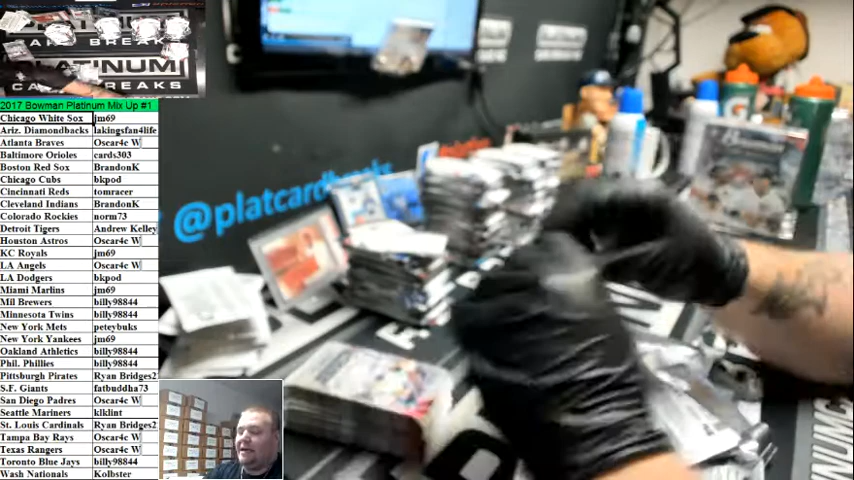 PLATINUM
2017 Bowman Platinum Mix Up #1
Chicago White Sox jm69
Ariz. Diamondbacks lakingsfan4life
Atlanta Braves Oscar4c W
Baltimore Orioles cards303
Boston Red Sox BrandonK
Chicago Cubs bkpod
Cincinnati Reds tomracer
Cleveland Indians BrandonK
Colorado Rockies norm73
Detroit Tigers Andrew Kelley
Houston Astros Oscar4c W
KC Royals jm69
LA Angels Oscar4c W
LA Dodgers bkpod
Miami Marlins jm69
Mil Brewers billy98844
Minnesota Twins billy98844
New York Mets peteybuks
New York Yankees jm69
Oakland Athletics billy98844
Phil. Phillies billy98844
Pittsburgh Pirates Ryan Bridges2
S.F. Giants fatbuddha73
San Diego Padres Oscar4c W
Seattle Mariners klklint
St. Louis Cardinals Ryan Bridges2
Tampa Bay Rays Oscar4c W
Texas Rangers Oscar4c W
Toronto Blue Jays billy98844
Wash Nationals Kolbster
@platcardbreaks